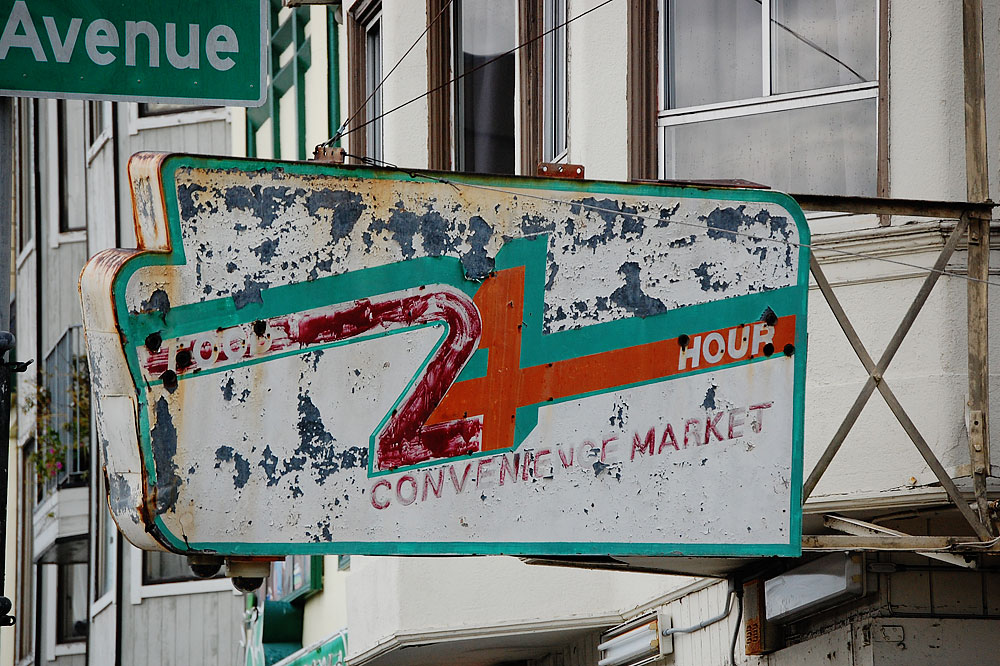 Avenue
FOOD 24 HOUR
CONVENIENCE MARKET